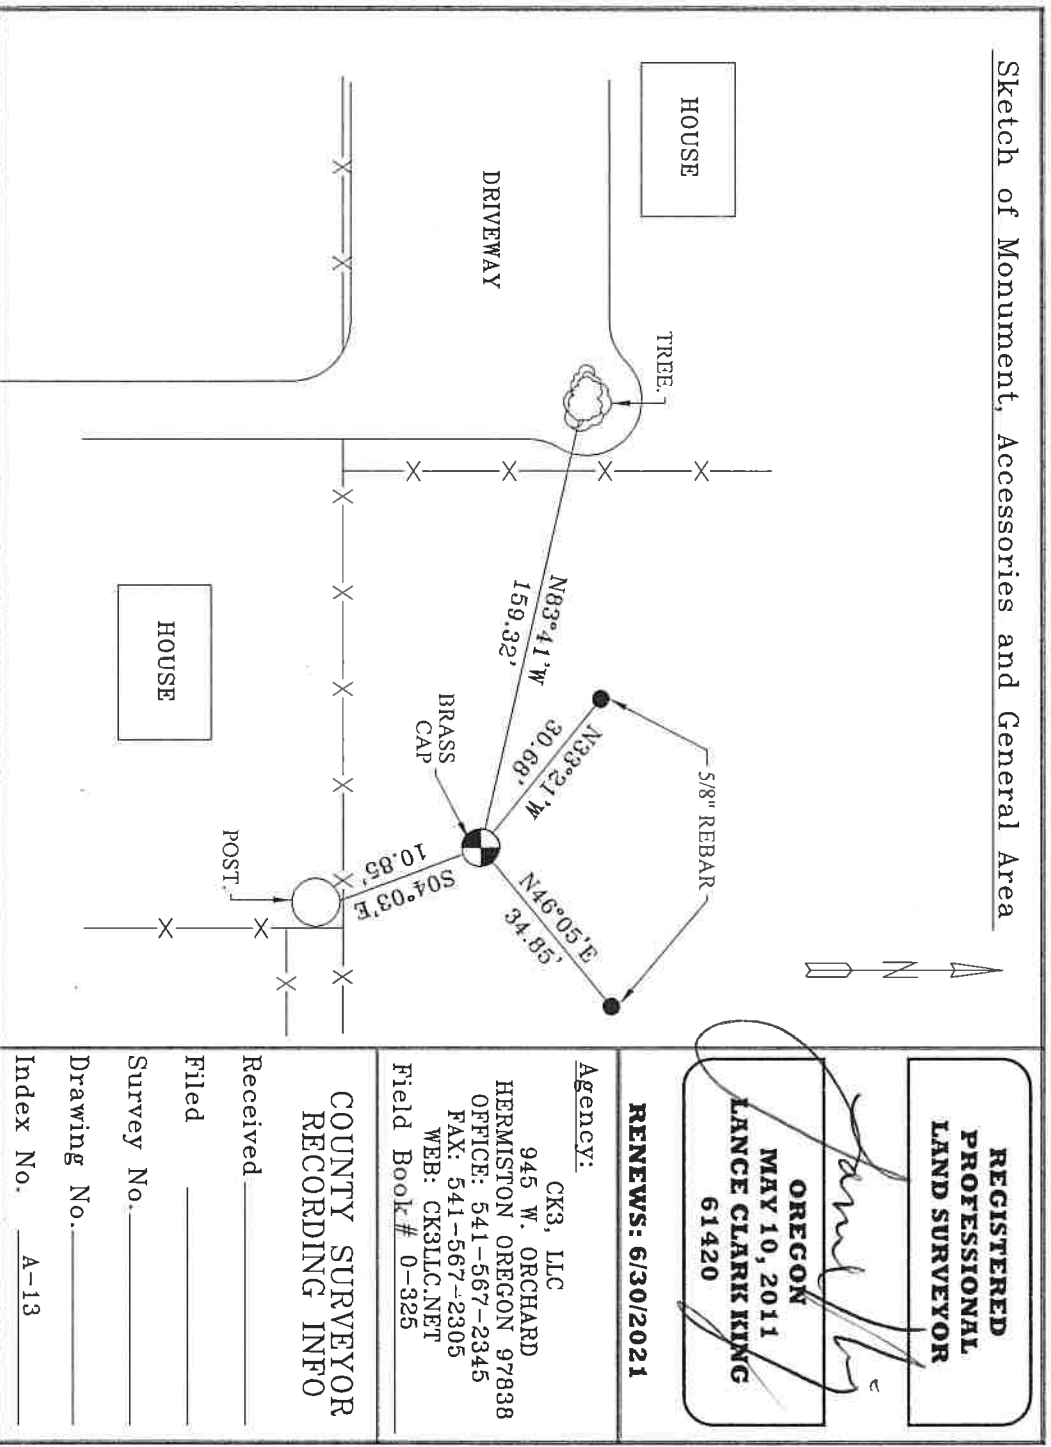 Sketch of Monument, Accessories and General Area
HOUSE
TREE
DRIVEWAY
N83°41'W
159.32'
5/8" REBAR
N33°21'W
30.68'
N46°05'E
34.85'
BRASS
CAP
S04°03'E
10.85'
POST
HOUSE
N
REGISTERED
PROFESSIONAL
LAND SURVEYOR
OREGON
MAY 10, 2011
LANCE CLARK KING
61420
RENEWS: 6/30/2021
Agency:
CK3, LLC
945 W. ORCHARD
HERMISTON OREGON 97838
OFFICE: 541-567-2345
FAX: 541-567-2305
WEB: CK3LLC.NET
Field Book # 0-325
COUNTY SURVEYOR
RECORDING INFO
Received
Filed
Survey No.
Drawing No.
Index No. A-13